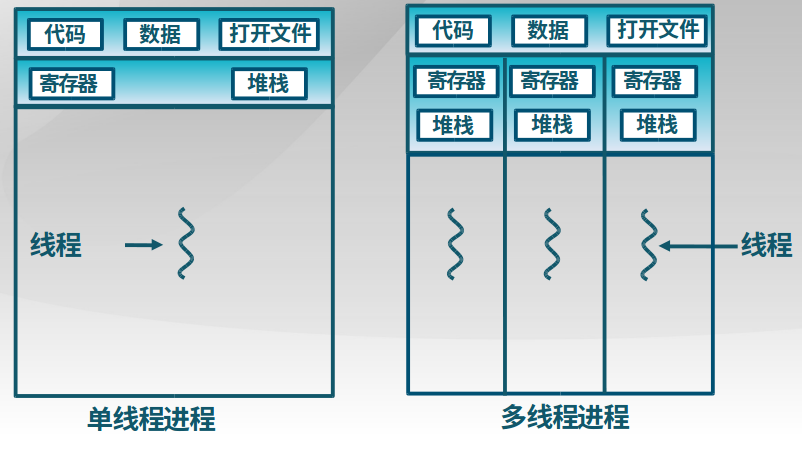 代码 数据 打开文件
寄存器 堆栈
线程
单线程进程
代码 数据 打开文件
寄存器 寄存器 寄存器
堆栈 堆栈 堆栈
线程
多线程进程